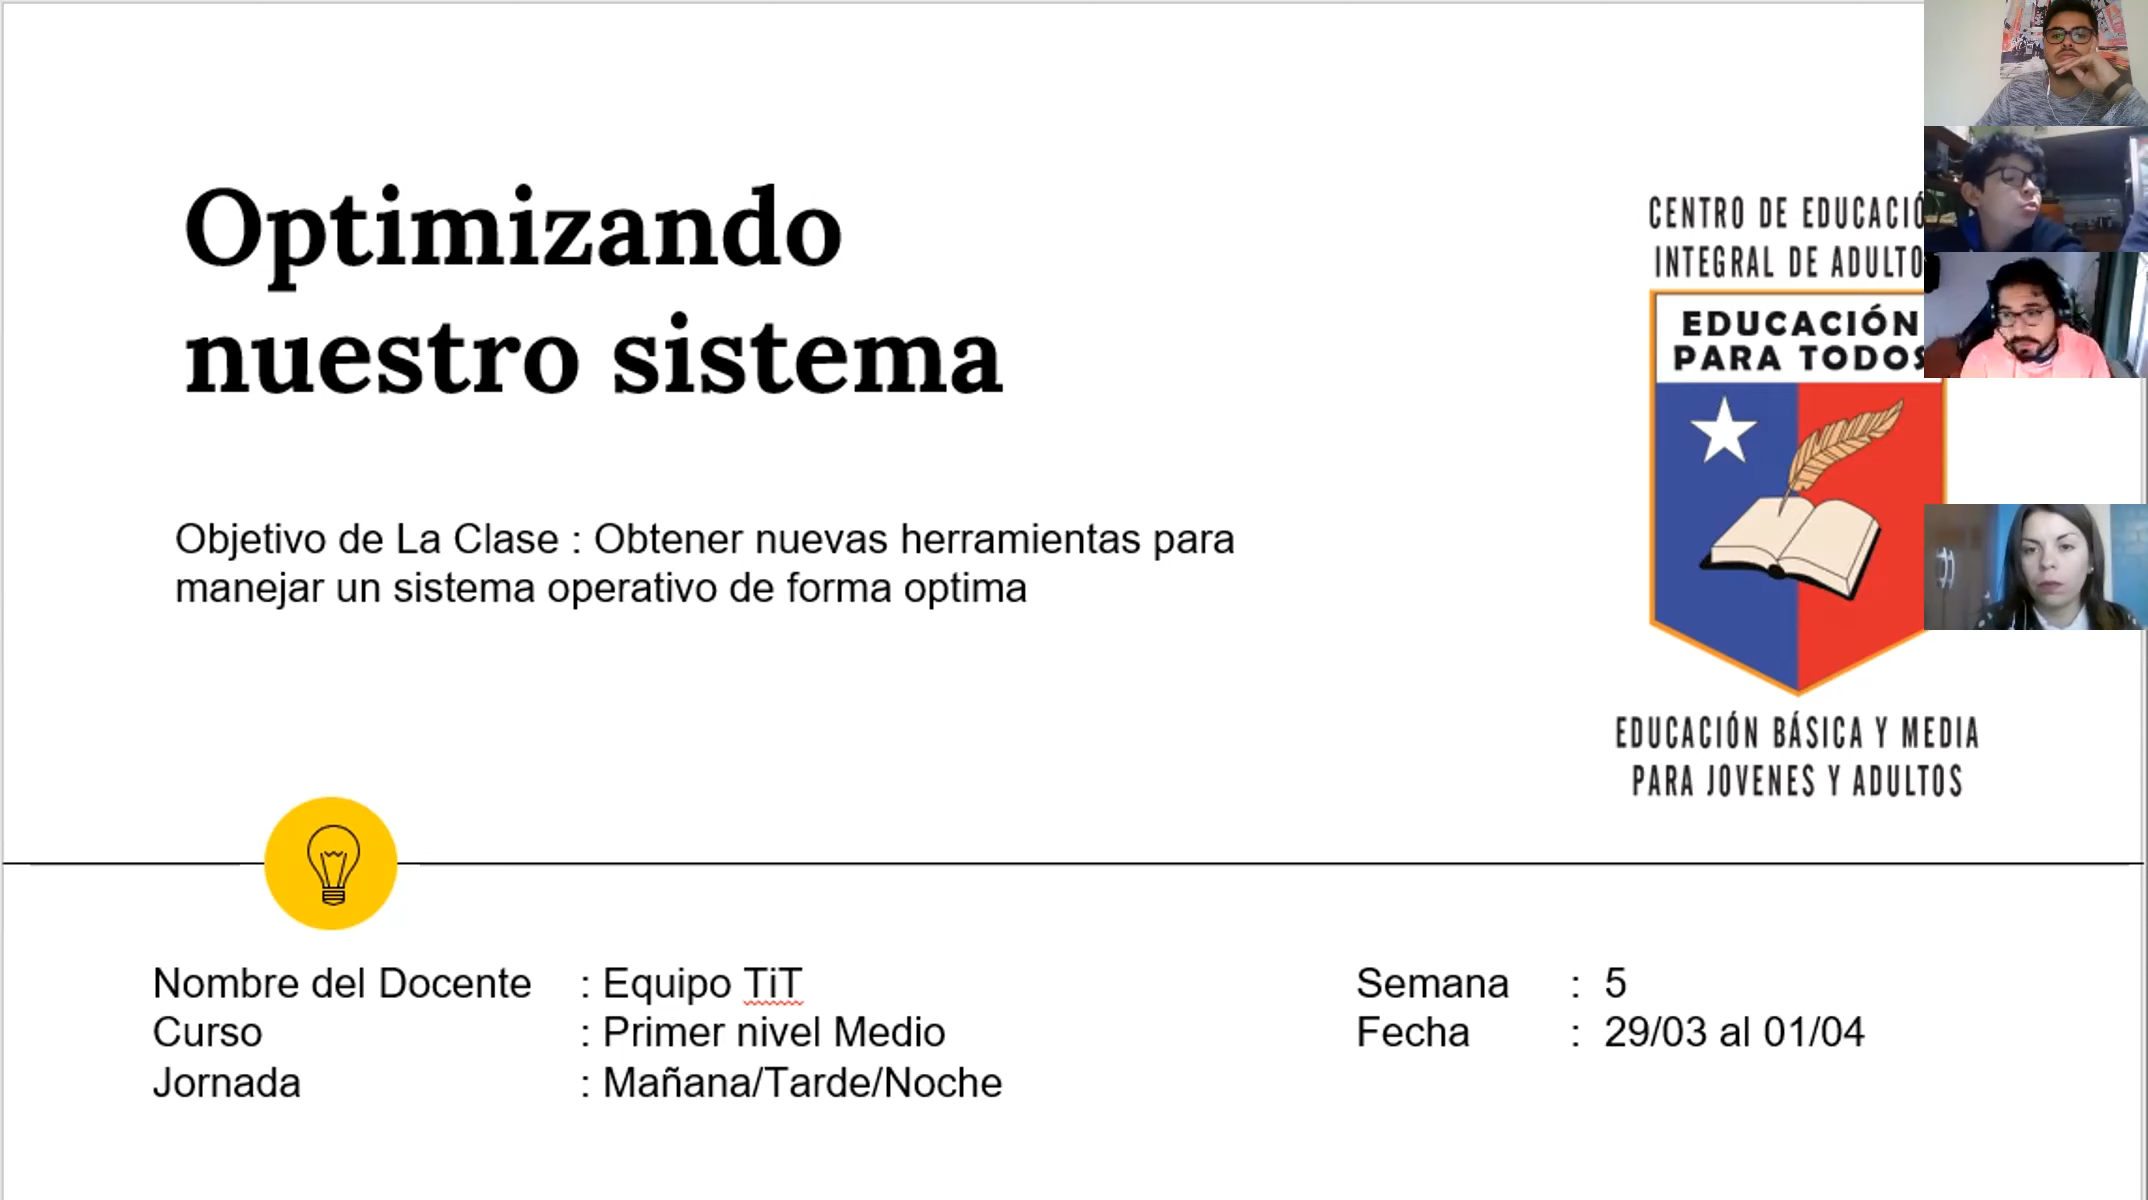 Optimizando
nuestro sistema
Objetivo de La Clase : Obtener nuevas herramientas para
manejar un sistema operativo de forma optima
CENTRO DE
INTEGRAL DE
EDUCACIÓN
PARA TODOS
EDUCACIÓN BÁSICA Y MEDIA
PARA JOVENES Y ADULTOS
Nombre del Docente : Equipo TiT
Curso : Primer nivel Medio
Jornada : Mañana/Tarde/Noche
Semana : 5
Fecha : 29/03 al 01/04